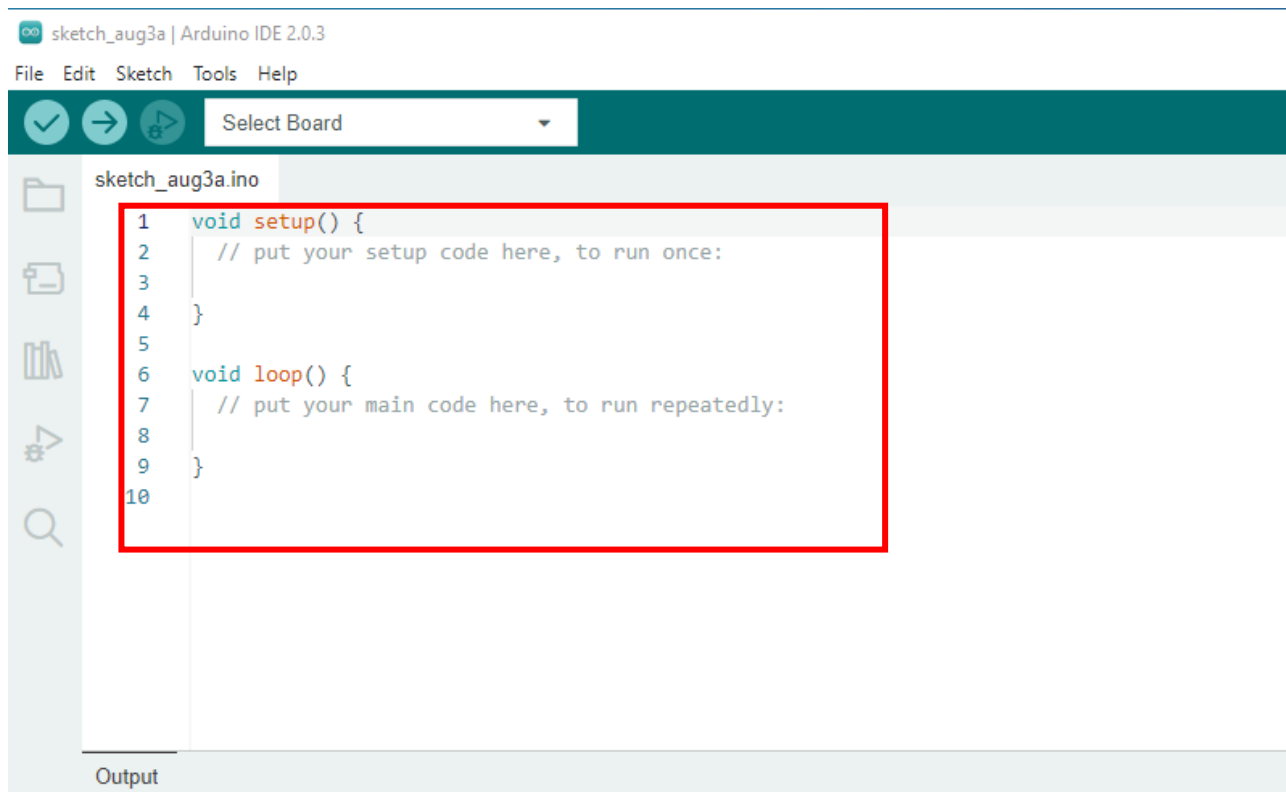 sketch_aug3a | Arduino IDE 2.0.3
File Edit Sketch Tools Help
Select Board
sketch_aug3a.ino
1 void setup() {
2   // put your setup code here, to run once:
3
4 }
5
6 void loop() {
7   // put your main code here, to run repeatedly:
8
9 }
10
Output